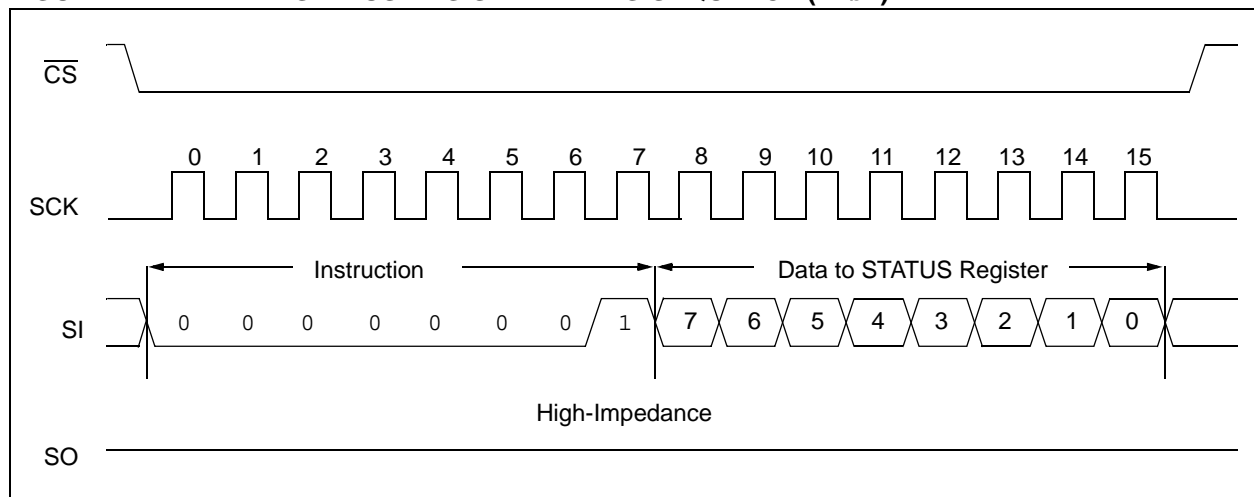 CS
0 1 2 3 4 5 6 7 8 9 10 11 12 13 14 15
SCK
Instruction Data to STATUS Register
SI 0 0 0 0 0 0 0 1 7 6 5 4 3 2 1 0
High-Impedance
SO